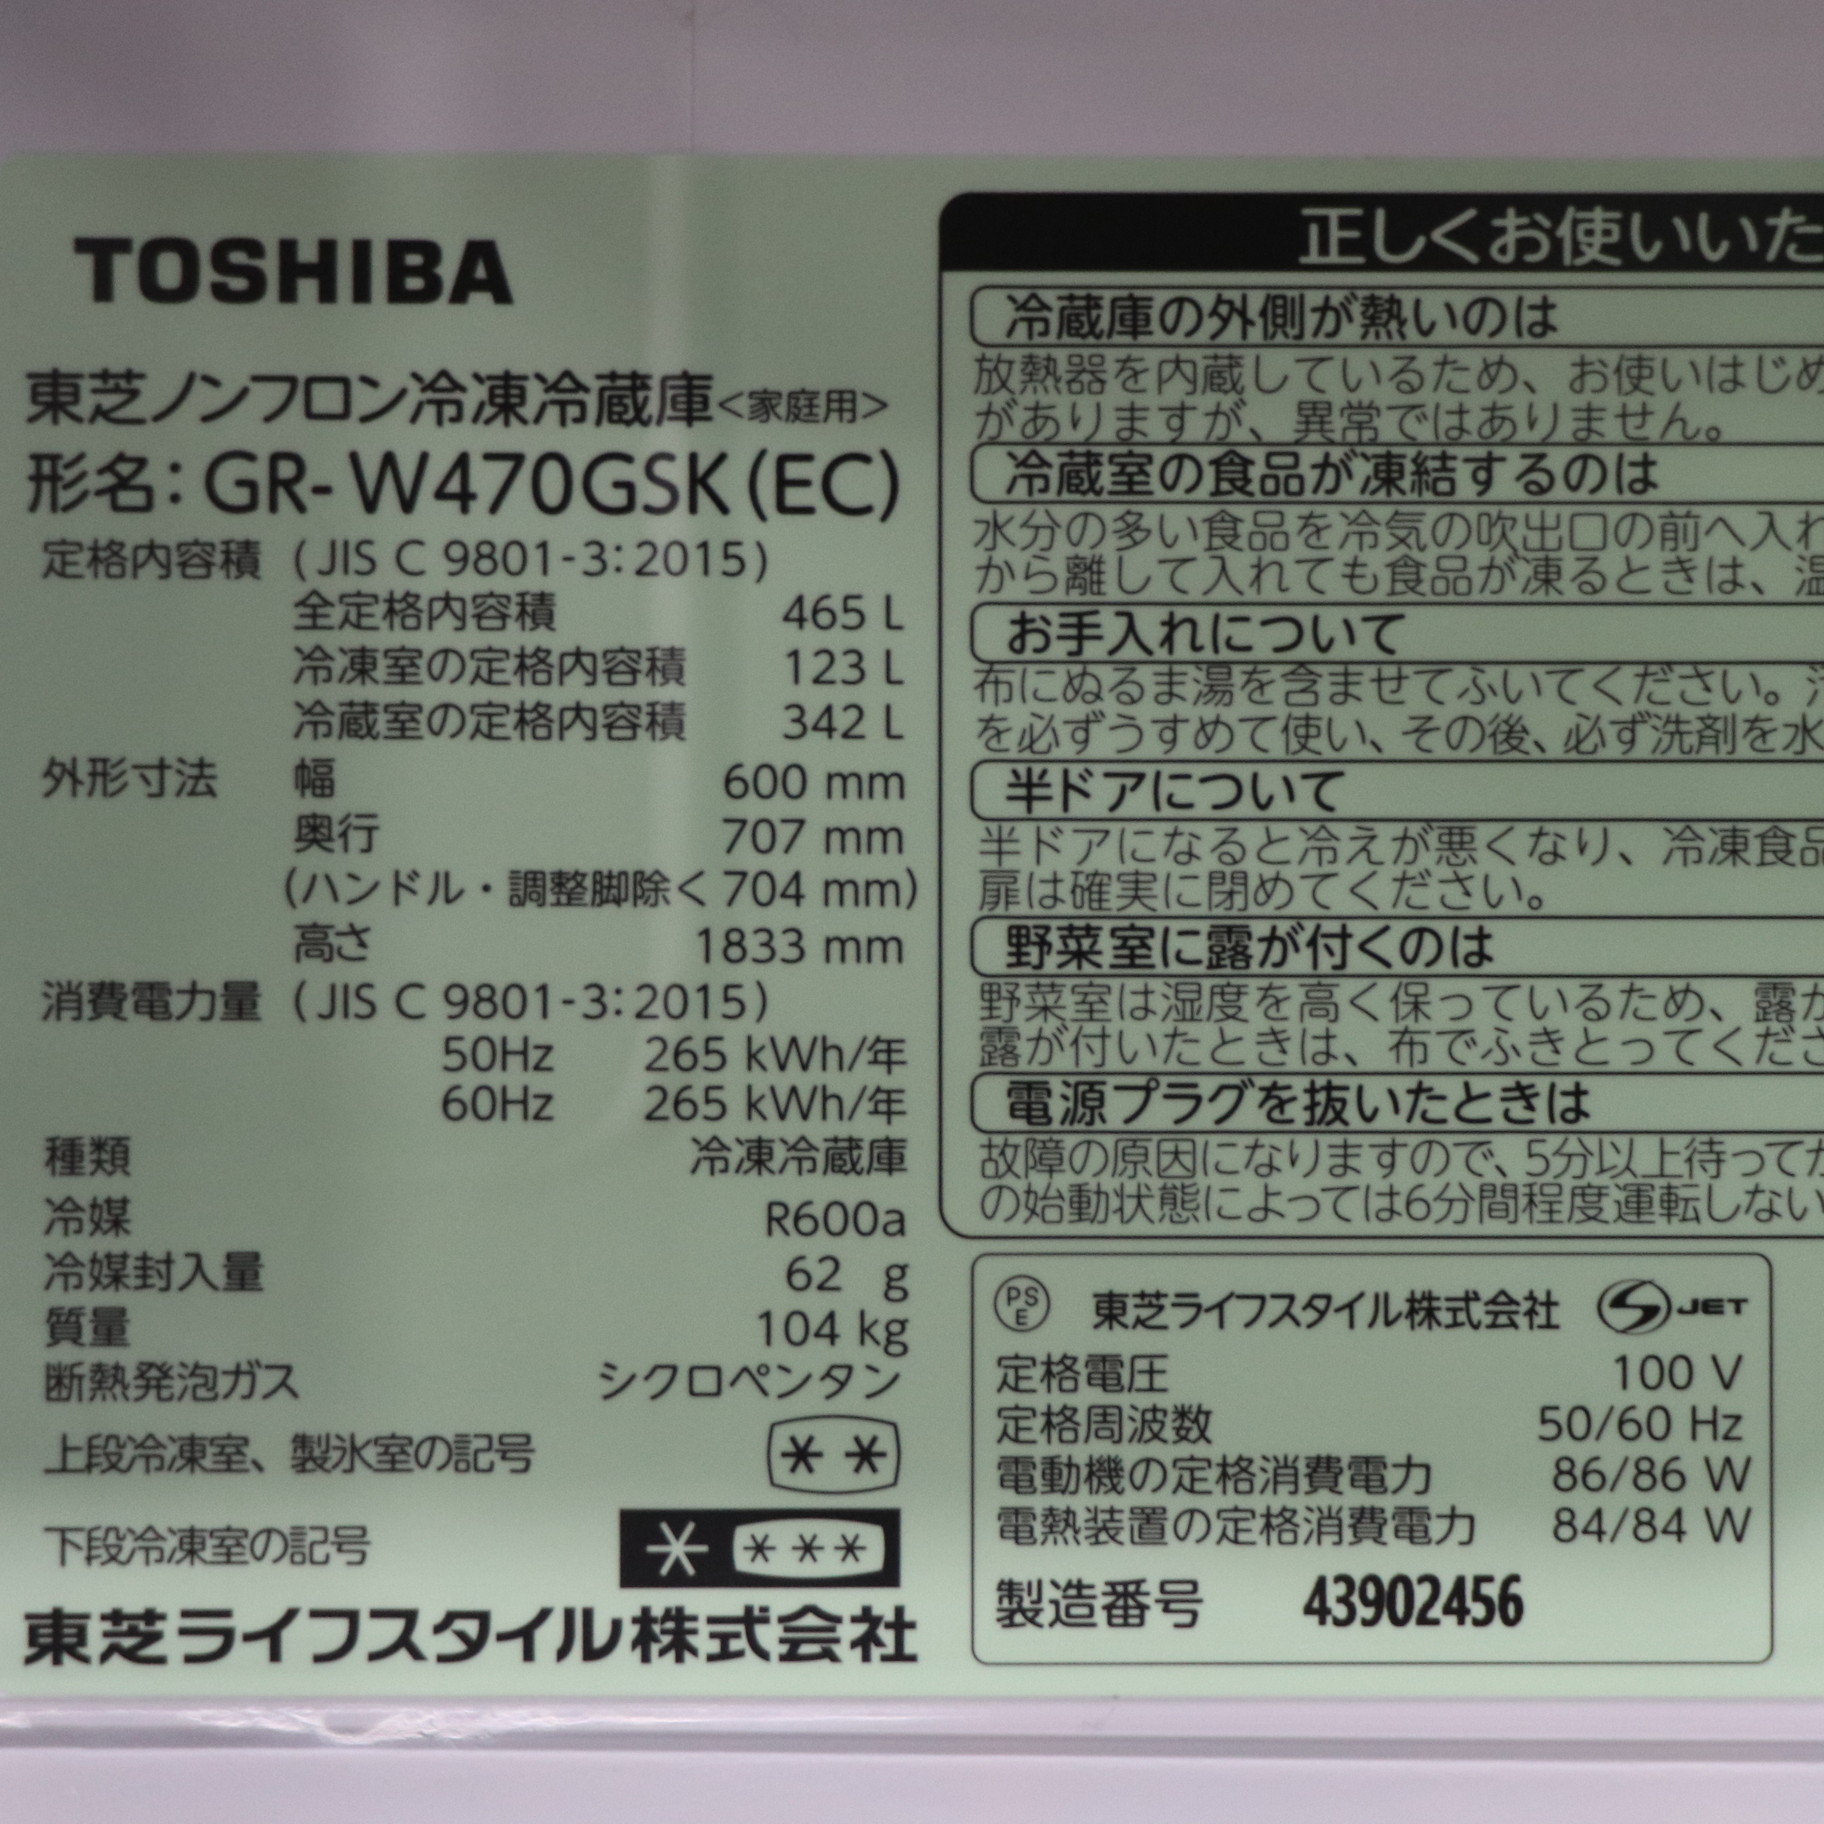 TOSHIBA
東芝ノンフロン冷凍冷蔵庫<家庭用>
形名：GR-W470GSK(EC)
定格内容積 (JIS C 9801-3：2015)
全定格内容積 465 L
冷凍室の定格内容積 123 L
冷蔵室の定格内容積 342 L
外形寸法 幅 600 mm
奥行 707 mm
(ハンドル・調整脚除く 704 mm)
高さ 1833 mm
消費電力量 (JIS C 9801-3：2015)
50Hz 265 kWh/年
60Hz 265 kWh/年
種類 冷凍冷蔵庫
冷媒 R600a
冷媒封入量 62 g
質量 104 kg
断熱発泡ガス シクロペンタン
上段冷凍室、製氷室の記号 ＊＊
下段冷凍室の記号 ＊＊＊＊
東芝ライフスタイル株式会社
正しくお使いいた
冷蔵庫の外側が熱いのは
放熱器を内蔵しているため、お使いはじめ
がありますが、異常ではありません。
冷蔵室の食品が凍結するのは
水分の多い食品を冷気の吹出口の前へ入れ
から離して入れても食品が凍るときは、温
お手入れについて
布にぬるま湯を含ませてふいてください。汚
を必ずうすめて使い、その後、必ず洗剤を水
半ドアについて
半ドアになると冷えが悪くなり、冷凍食品
扉は確実に閉めてください。
野菜室に露が付くのは
野菜室は湿度を高く保っているため、露が
露が付いたときは、布でふきとってくださ
電源プラグを抜いたときは
故障の原因になりますので、5分以上待ってか
の始動状態によっては6分間程度運転しない
PSE 東芝ライフスタイル株式会社 S JET
定格電圧 100 V
定格周波数 50/60 Hz
電動機の定格消費電力 86/86 W
電熱装置の定格消費電力 84/84 W
製造番号 43902456